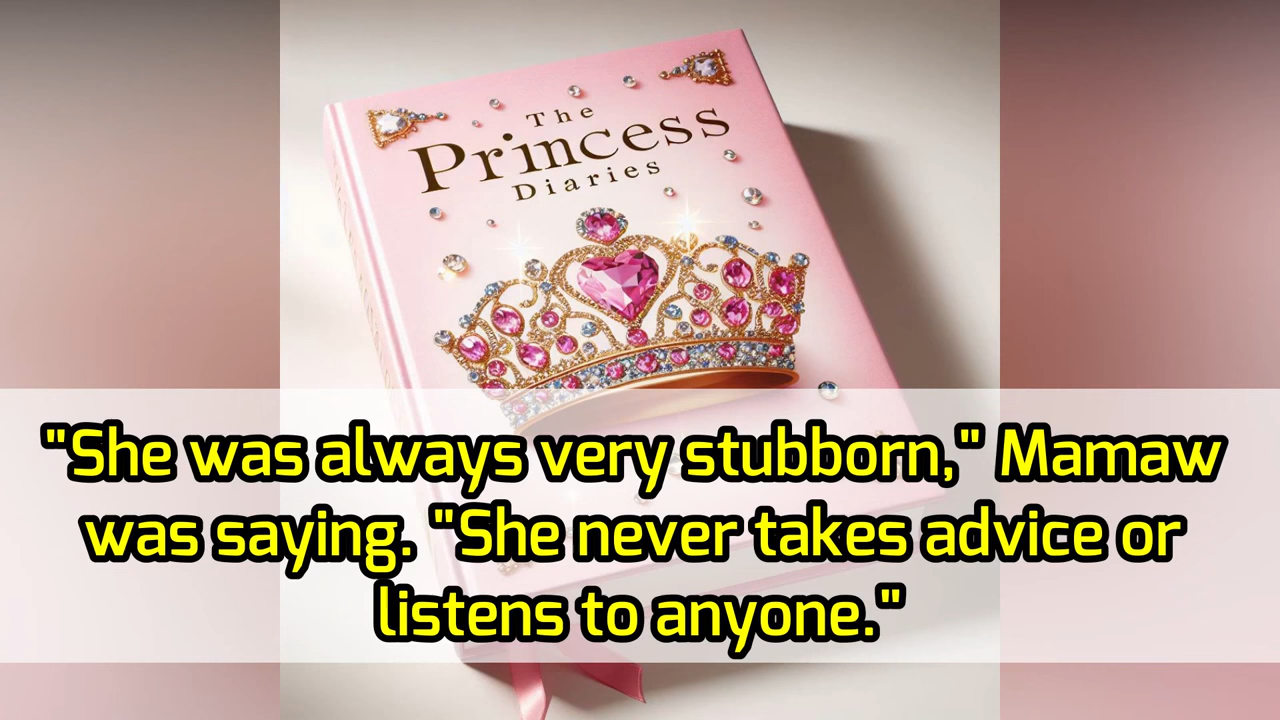 The
Princess
Diaries
"She was always very stubborn," Mamaw
was saying. "She never takes advice or
listens to anyone."